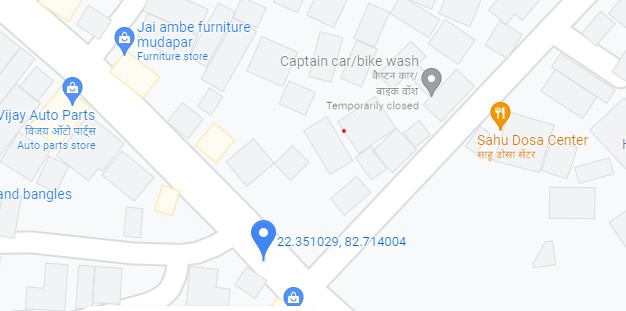 Jai ambe furniture
mudapar
Furniture store
Captain car/bike wash
कैप्टन कार/
बाइक वॉश
Temporarily closed
Vijay Auto Parts
विजय ऑटो पार्ट्स
Auto parts store
Sahu Dosa Center
साहू डोसा सेंटर
and bangles
22.351029, 82.714004